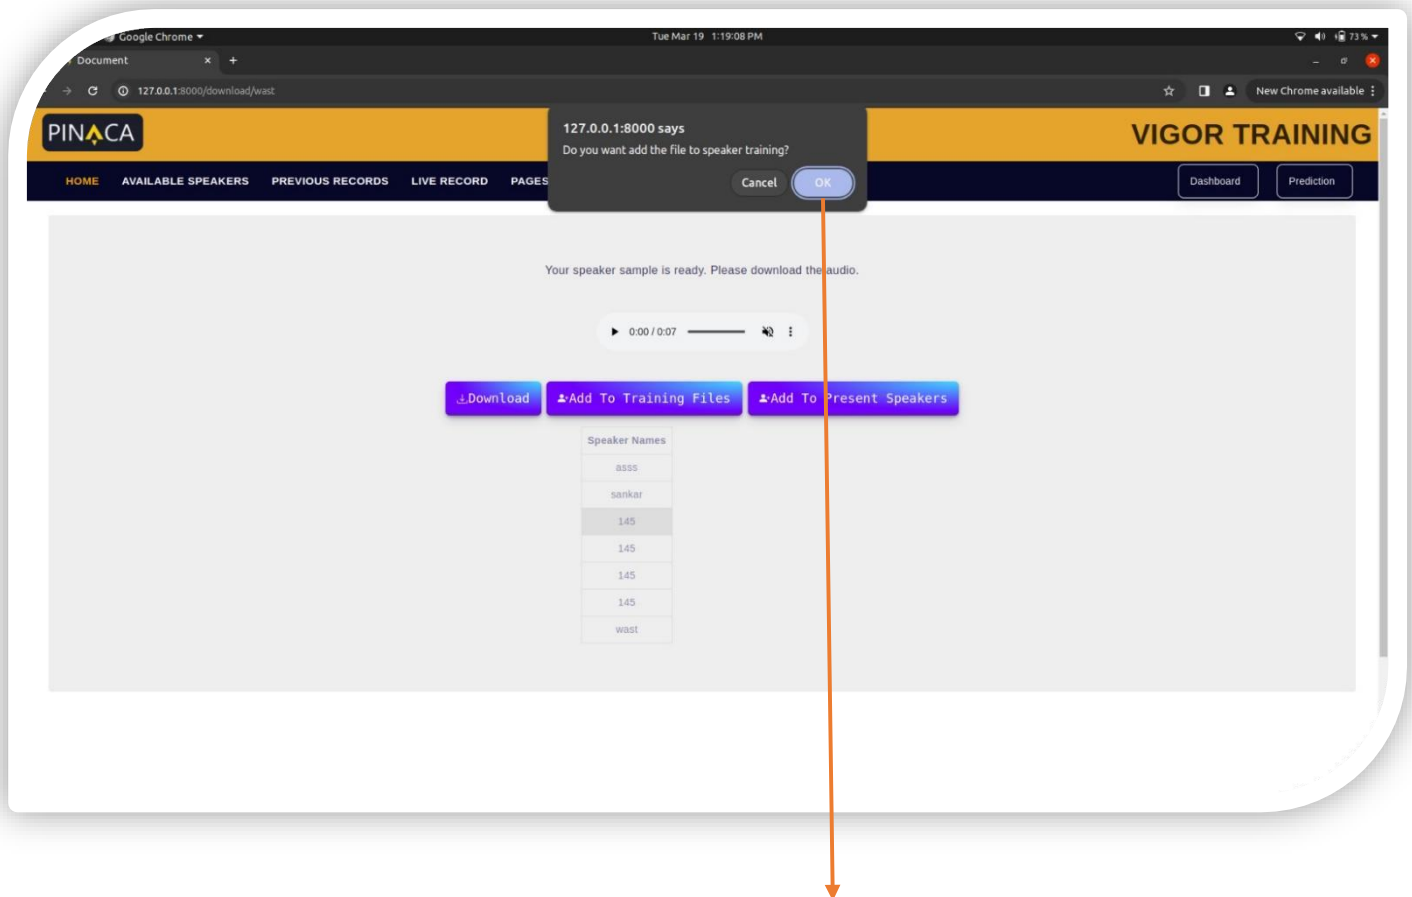 Google Chrome
Tue Mar 19 1:19:08 PM
73 %
Document
127.0.0.1:8000/download/wast
New Chrome available
PINACA
127.0.0.1:8000 says
Do you want add the file to speaker training?
Cancel OK
VIGOR TRAINING
HOME AVAILABLE SPEAKERS PREVIOUS RECORDS LIVE RECORD PAGES
Dashboard Prediction
Your speaker sample is ready. Please download the audio.
0:00 / 0:07
Download Add To Training Files Add To Present Speakers
Speaker Names
asss
sankar
145
145
145
145
wast